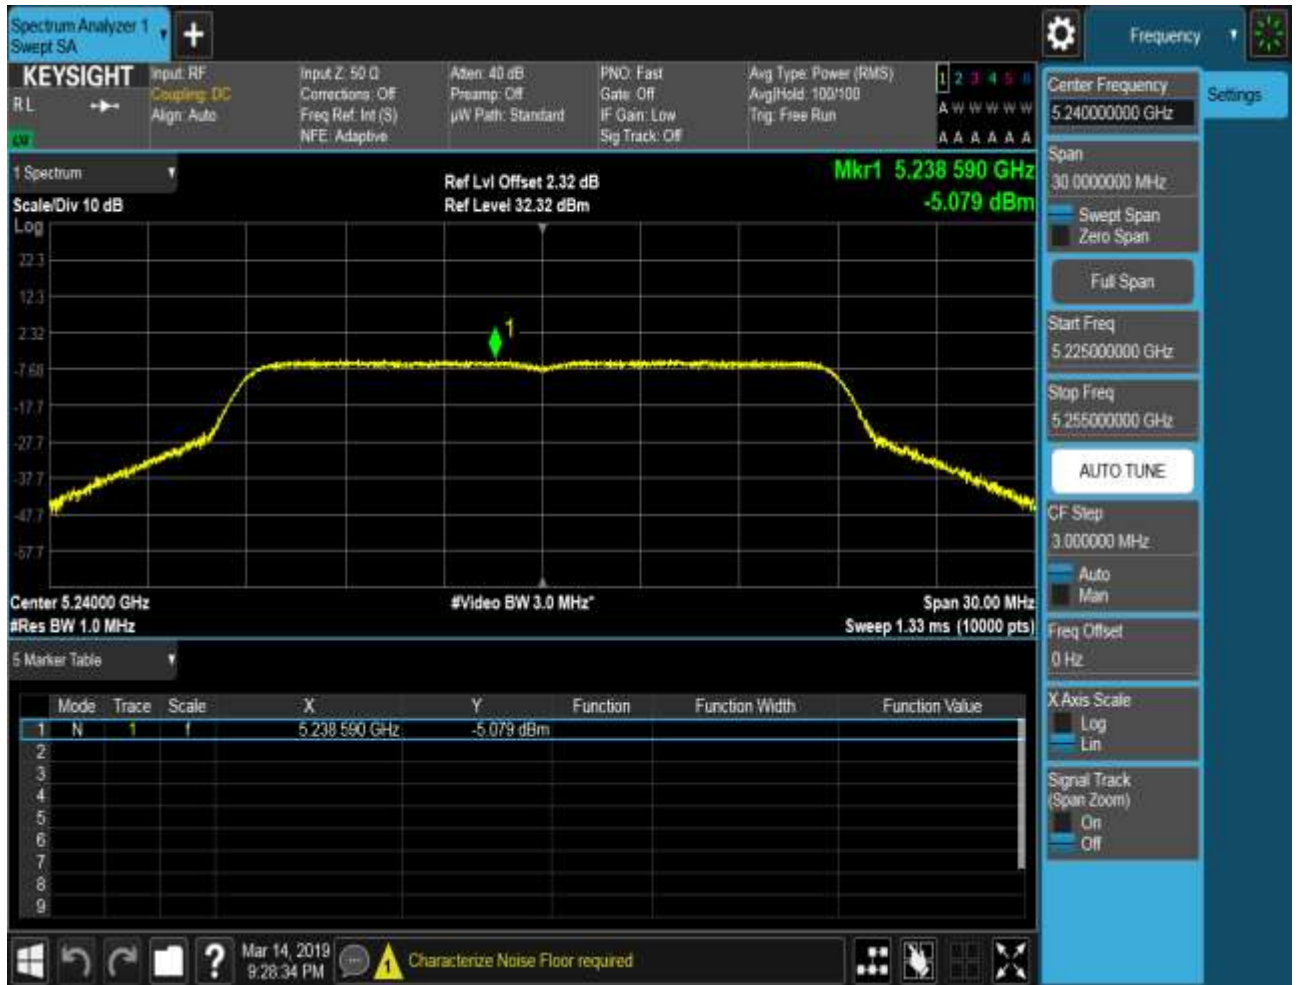 Spectrum Analyzer 1
Swept SA
Frequency
KEYSIGHT
R L
Input: RF
Coupling: DC
Align: Auto
Input Z: 50 Ω
Corrections: Off
Freq Ref: Int (S)
NFE: Adaptive
Atten: 40 dB
Preamp: Off
µW Path: Standard
PNO: Fast
Gate: Off
IF Gain: Low
Sig Track: Off
Avg Type: Power (RMS)
Avg|Hold: 100/100
Trig: Free Run
1 2 3 4 5 6
A W W W W W
A A A A A A
1 Spectrum
Scale/Div 10 dB
Ref Lvl Offset 2.32 dB
Ref Level 32.32 dBm
Mkr1 5.238 590 GHz
-5.079 dBm
Log
22.3
12.3
2.32
-7.68
-17.7
-27.7
-37.7
-47.7
-57.7
1
Center 5.24000 GHz
#Res BW 1.0 MHz
#Video BW 3.0 MHz*
Span 30.00 MHz
Sweep 1.33 ms (10000 pts)
5 Marker Table
Mode Trace Scale X Y Function Function Width Function Value
1 N 1 f 5.238 590 GHz -5.079 dBm
2
3
4
5
6
7
8
9
Mar 14, 2019
9:28:34 PM
1
Characterize Noise Floor required
Settings
Center Frequency
5.240000000 GHz
Span
30.0000000 MHz
Swept Span
Zero Span
Full Span
Start Freq
5.225000000 GHz
Stop Freq
5.255000000 GHz
AUTO TUNE
CF Step
3.000000 MHz
Auto
Man
Freq Offset
0 Hz
X Axis Scale
Log
Lin
Signal Track
(Span Zoom)
On
Off